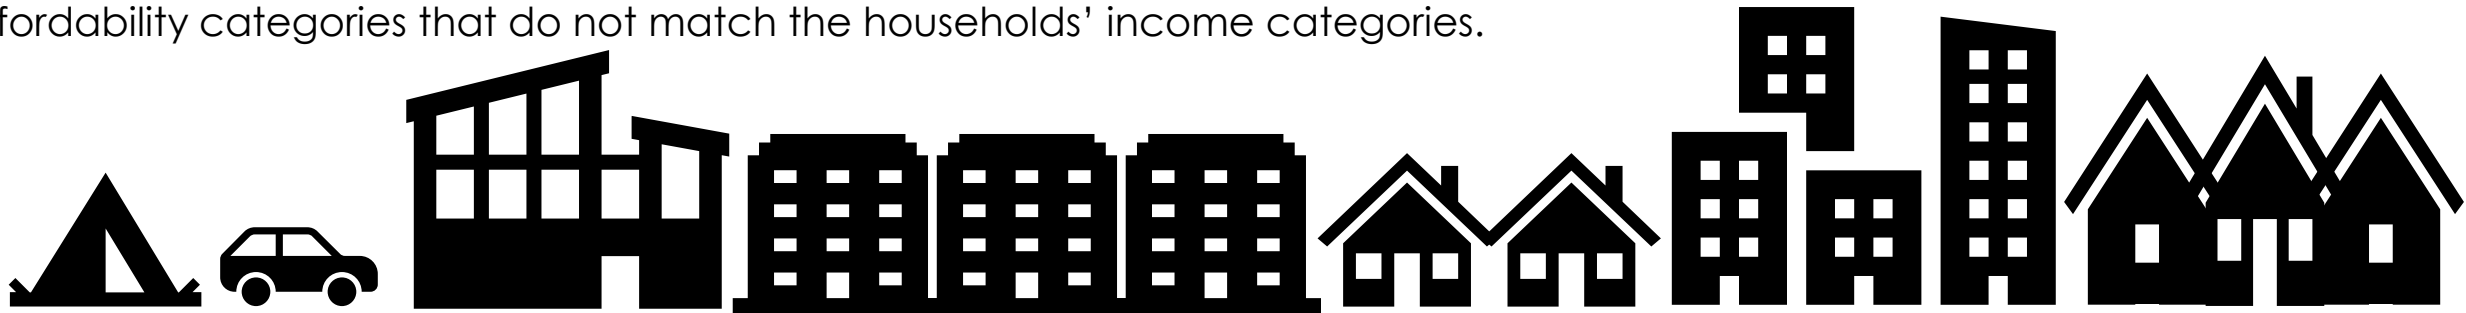 fordability categories that do not match the households’ income categories.